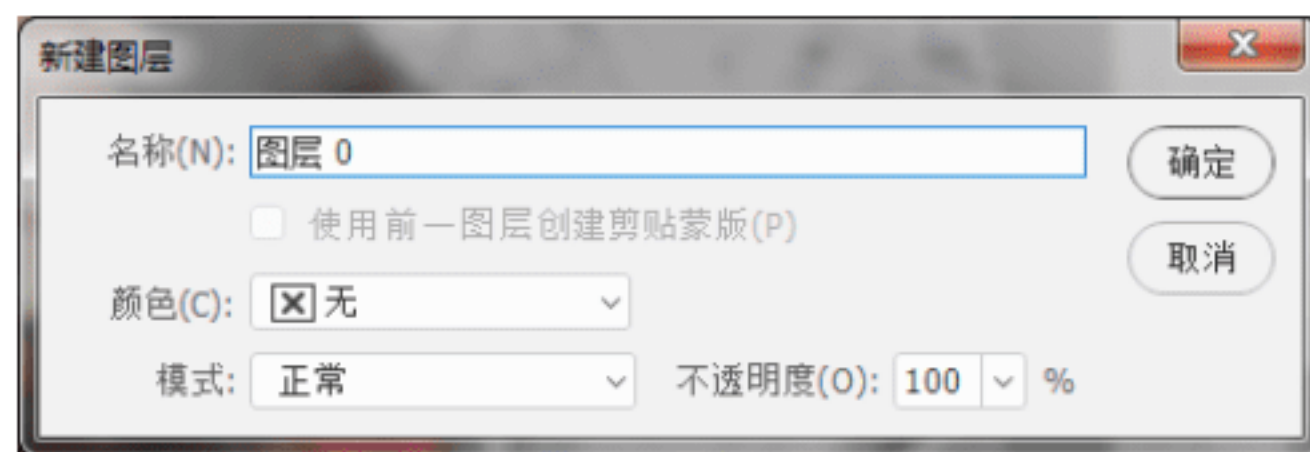 新建图层
名称(N): 图层 0
确定
使用前一图层创建剪贴蒙版(P)
取消
颜色(C): 无
模式: 正常 不透明度(O): 100 %